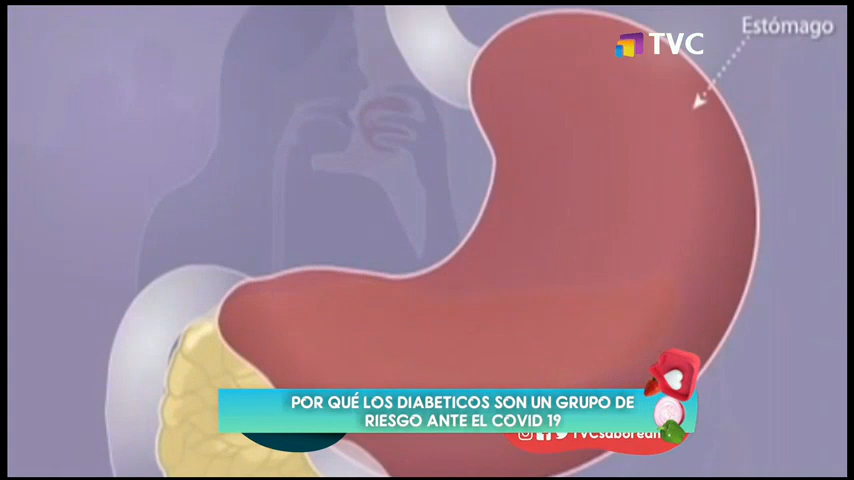 Estómago
TVC
POR QUÉ LOS DIABETICOS SON UN GRUPO DE
RIESGO ANTE EL COVID 19